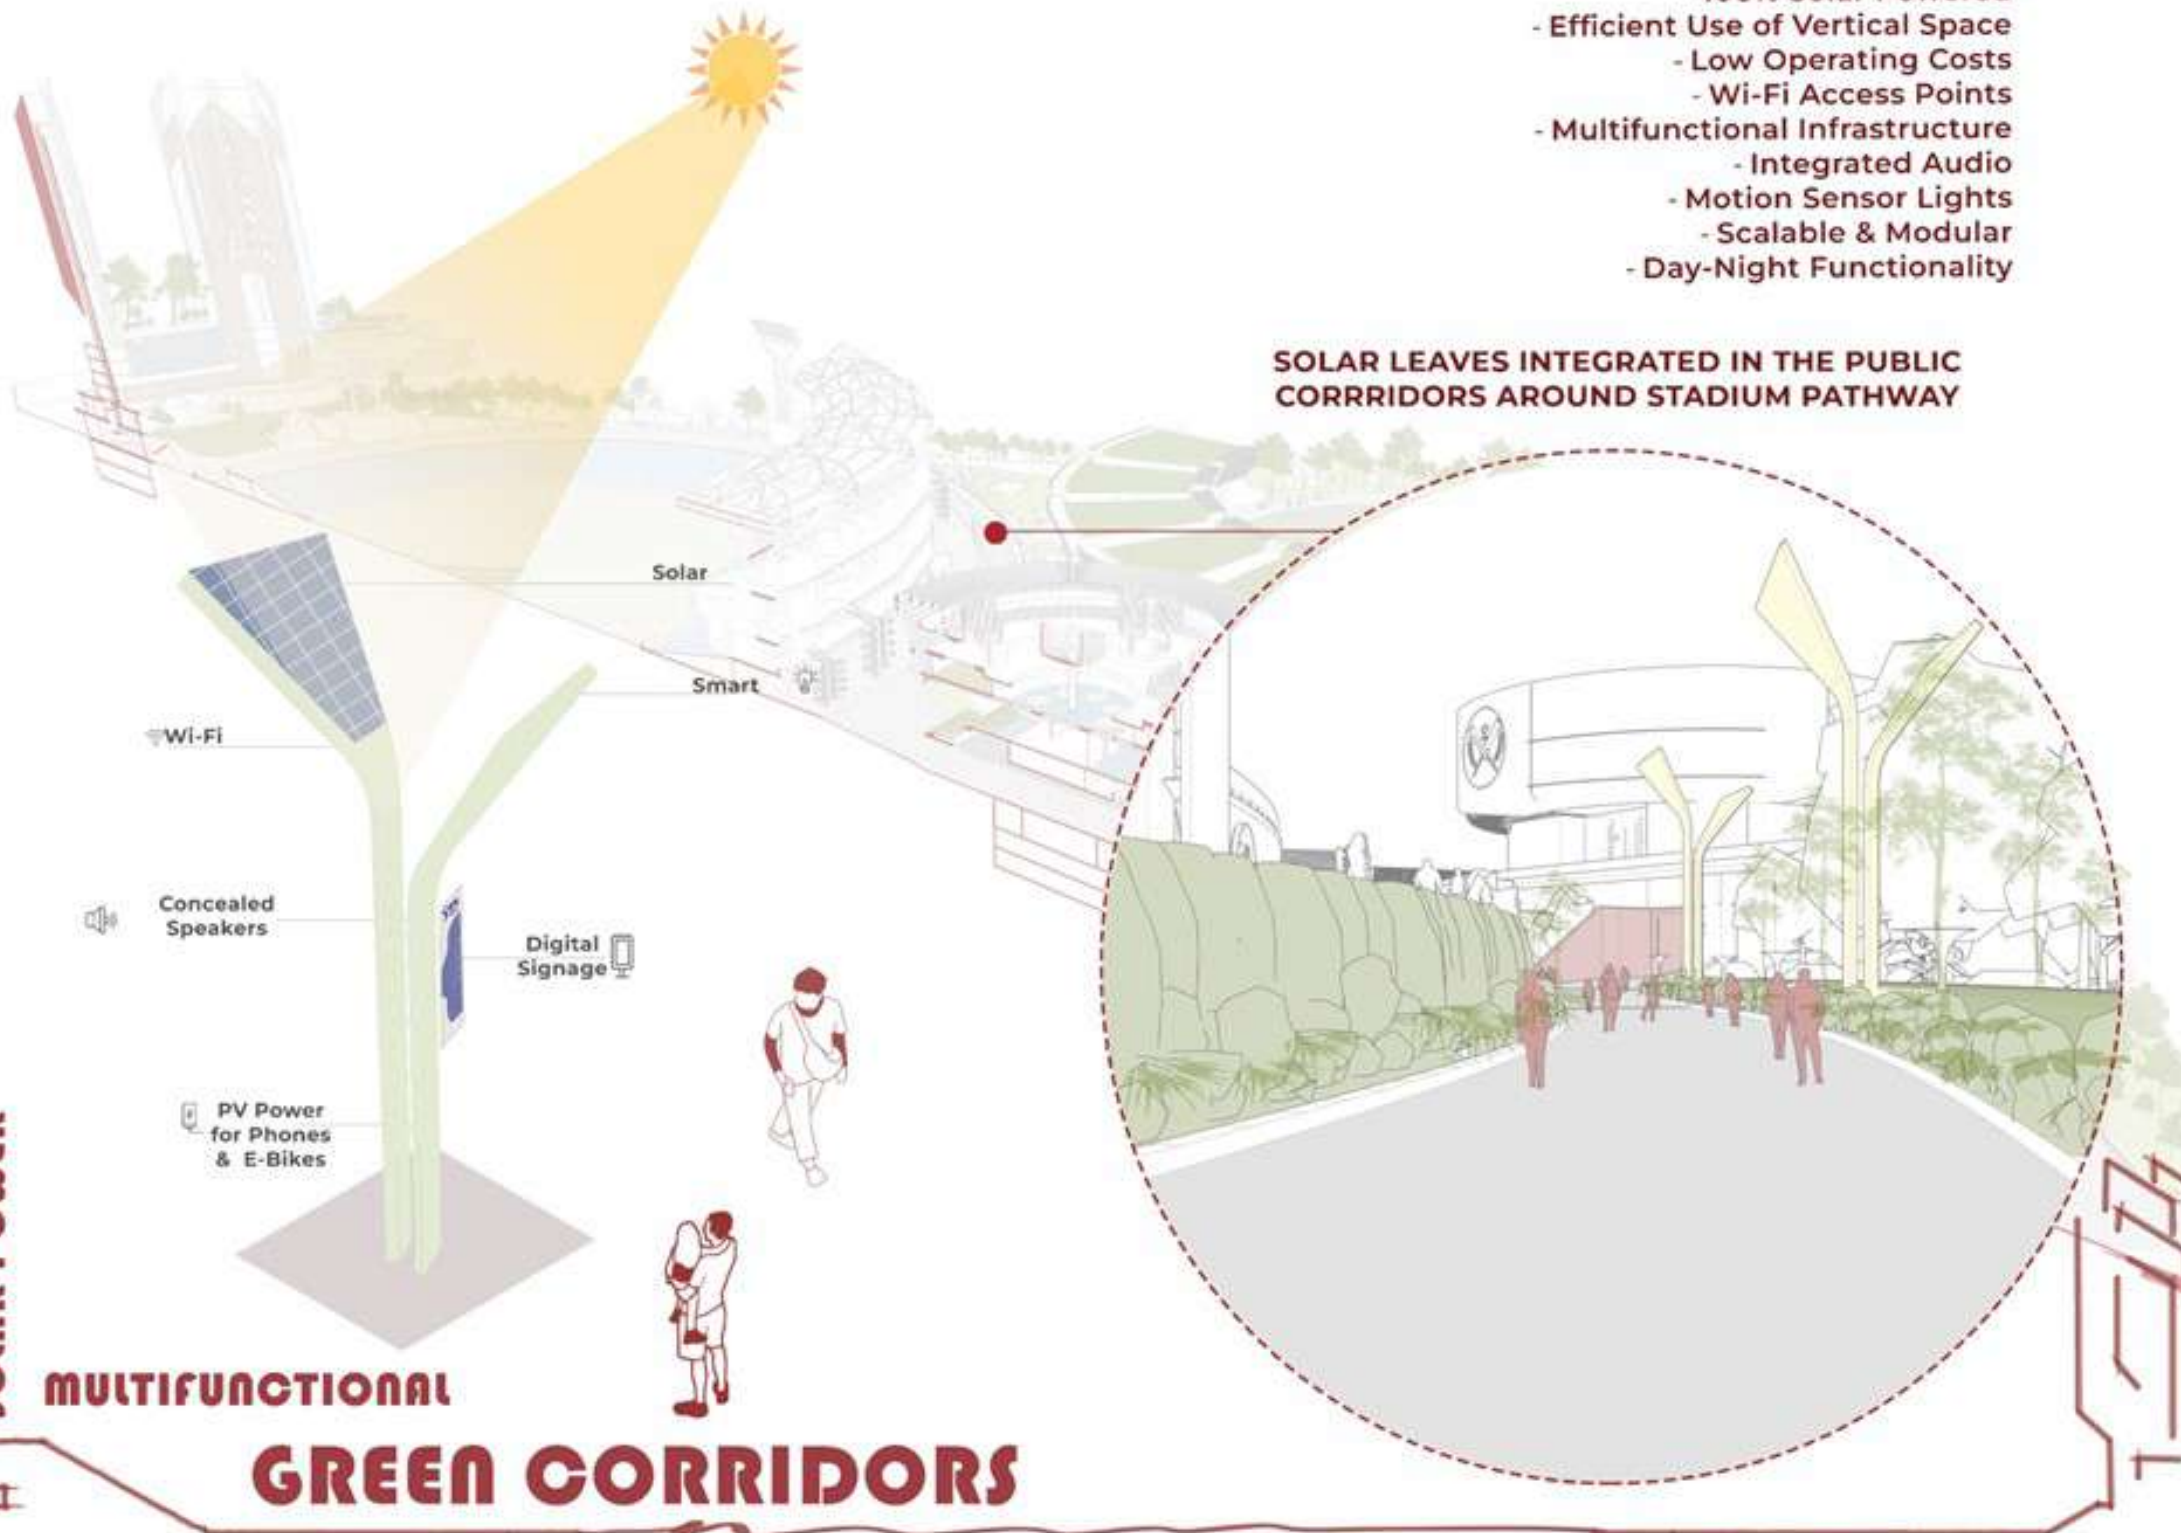 - Efficient Use of Vertical Space
- Low Operating Costs
- Wi-Fi Access Points
- Multifunctional Infrastructure
- Integrated Audio
- Motion Sensor Lights
- Scalable & Modular
- Day-Night Functionality
SOLAR LEAVES INTEGRATED IN THE PUBLIC
CORRRIDORS AROUND STADIUM PATHWAY
Solar
Smart
Wi-Fi
Concealed
Speakers
Digital
Signage
PV Power
for Phones
& E-Bikes
MULTIFUNCTIONAL
GREEN CORRIDORS